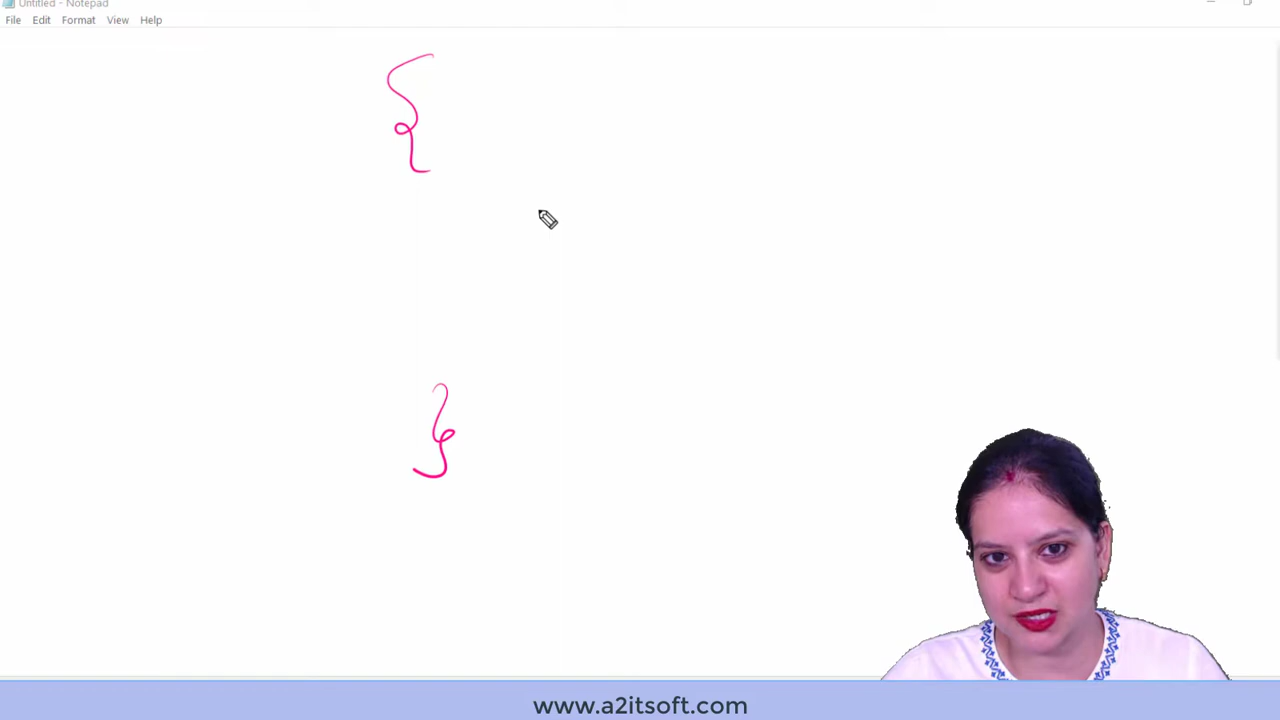 Untitled - Notepad
File Edit Format View Help
{
}
www.a2itsoft.com